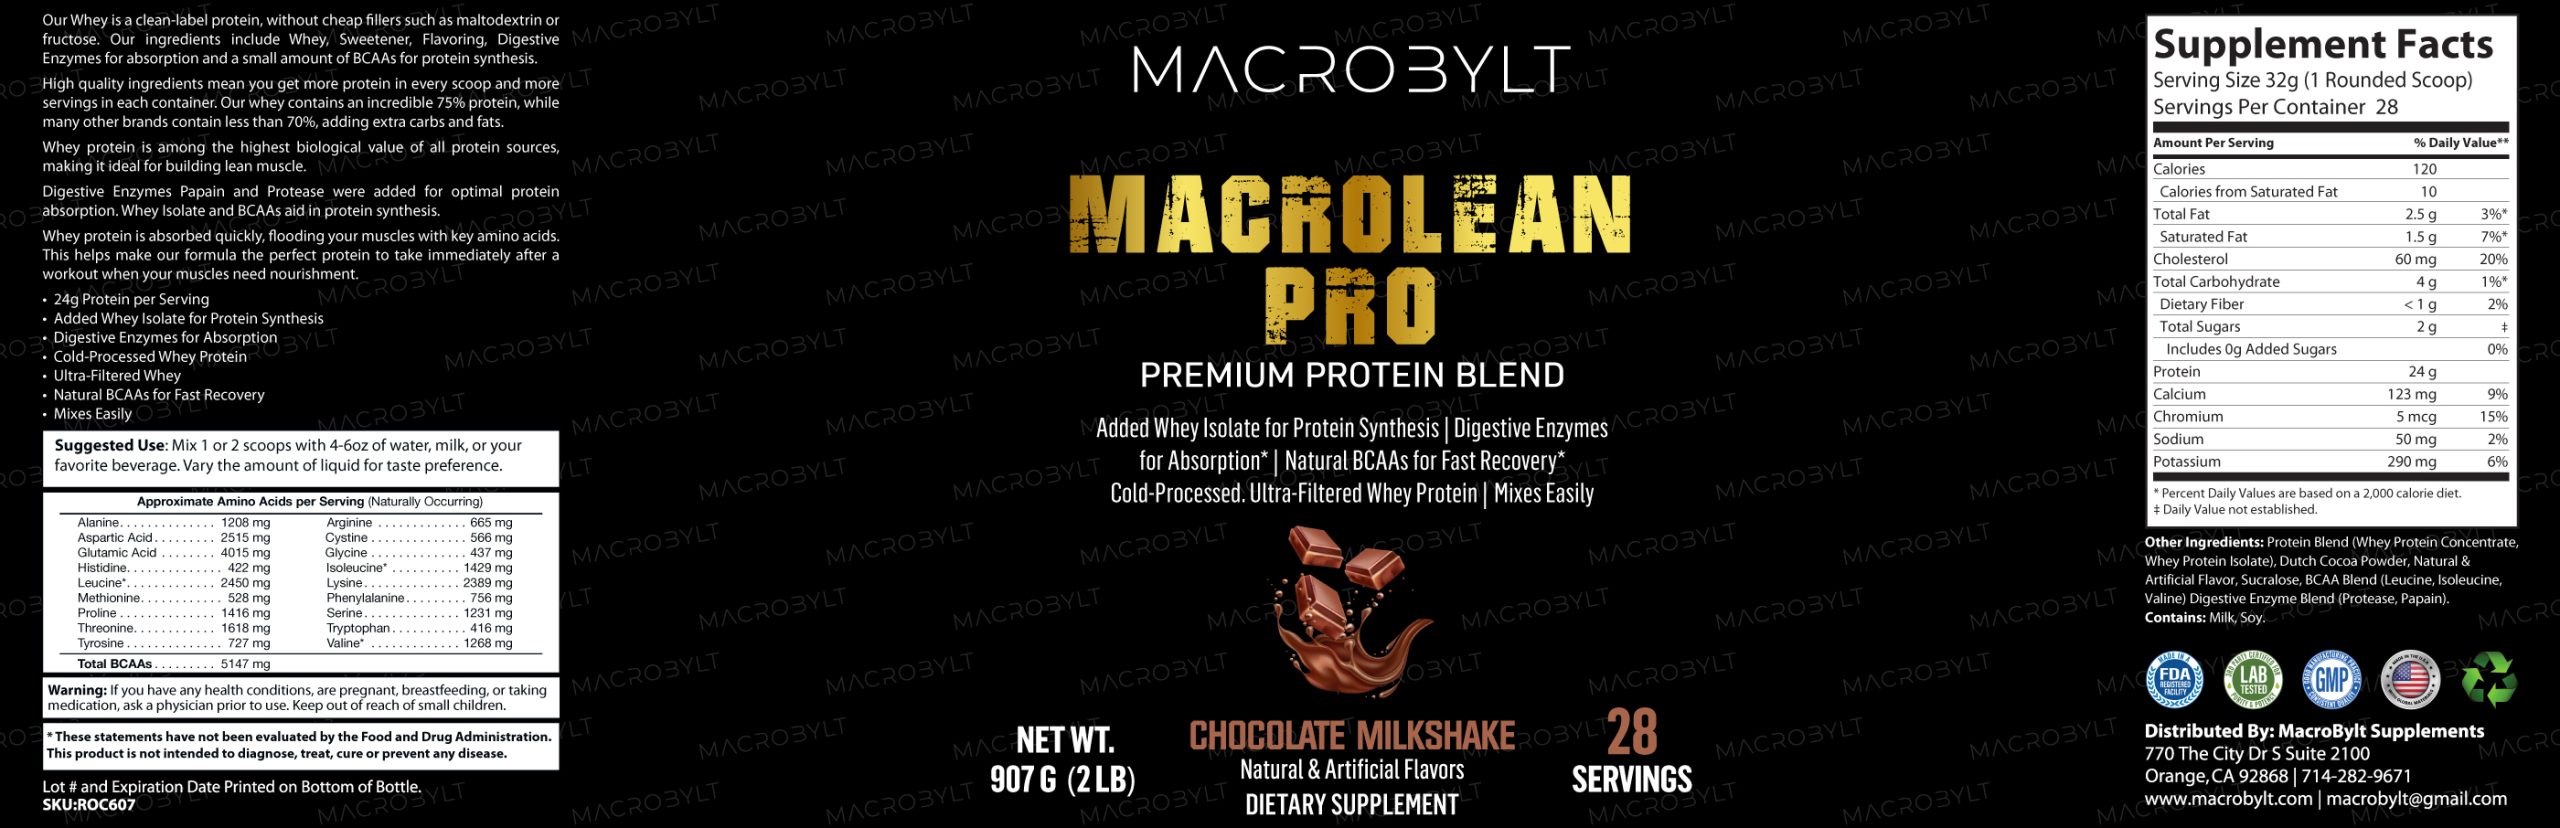 Our Whey is a clean-label protein, without cheap fillers such as maltodextrin or
fructose. Our ingredients include Whey, Sweetener, Flavoring, Digestive
Enzymes for absorption and a small amount of BCAAs for protein synthesis.
High quality ingredients mean you get more protein in every scoop and more
servings in each container. Our whey contains an incredible 75% protein, while
many other brands contain less than 70%, adding extra carbs and fats.
Whey protein is among the highest biological value of all protein sources,
making it ideal for building lean muscle.
Digestive Enzymes Papain and Protease were added for optimal protein
absorption. Whey Isolate and BCAAs aid in protein synthesis.
Whey protein is absorbed quickly, flooding your muscles with key amino acids.
This helps make our formula the perfect protein to take immediately after a
workout when your muscles need nourishment.
• 24g Protein per Serving
• Added Whey Isolate for Protein Synthesis
• Digestive Enzymes for Absorption
• Cold-Processed Whey Protein
• Ultra-Filtered Whey
• Natural BCAAs for Fast Recovery
• Mixes Easily
Suggested Use: Mix 1 or 2 scoops with 4-6oz of water, milk, or your
favorite beverage. Vary the amount of liquid for taste preference.
Approximate Amino Acids per Serving (Naturally Occurring)
Alanine. . . . . . . . . . . . . . 1208 mg Arginine . . . . . . . . . . . . . 665 mg
Aspartic Acid . . . . . . . . . 2515 mg Cystine . . . . . . . . . . . . . . 566 mg
Glutamic Acid . . . . . . . . 4015 mg Glycine . . . . . . . . . . . . . . 437 mg
Histidine. . . . . . . . . . . . . 422 mg Isoleucine* . . . . . . . . . . 1429 mg
Leucine*. . . . . . . . . . . . . 2450 mg Lysine. . . . . . . . . . . . . . 2389 mg
Methionine. . . . . . . . . . . 528 mg Phenylalanine. . . . . . . . . 756 mg
Proline . . . . . . . . . . . . . . 1416 mg Serine. . . . . . . . . . . . . . 1231 mg
Threonine. . . . . . . . . . . . 1618 mg Tryptophan . . . . . . . . . . . 416 mg
Tyrosine . . . . . . . . . . . . . 727 mg Valine* . . . . . . . . . . . . . 1268 mg
Total BCAAs . . . . . . . . . 5147 mg
Warning: If you have any health conditions, are pregnant, breastfeeding, or taking
medication, ask a physician prior to use. Keep out of reach of small children.
* These statements have not been evaluated by the Food and Drug Administration.
This product is not intended to diagnose, treat, cure or prevent any disease.
Lot # and Expiration Date Printed on Bottom of Bottle.
SKU:ROC607
MACROBYLT
MACROLEAN
PRO
PREMIUM PROTEIN BLEND
Added Whey Isolate for Protein Synthesis | Digestive Enzymes
for Absorption* | Natural BCAAs for Fast Recovery*
Cold-Processed. Ultra-Filtered Whey Protein | Mixes Easily
NET WT.
907 G (2 LB)
CHOCOLATE MILKSHAKE
Natural & Artificial Flavors
DIETARY SUPPLEMENT
28
SERVINGS
Supplement Facts
Serving Size 32g (1 Rounded Scoop)
Servings Per Container 28
Amount Per Serving % Daily Value**
Calories 120
Calories from Saturated Fat 10
Total Fat 2.5 g 3%*
Saturated Fat 1.5 g 7%*
Cholesterol 60 mg 20%
Total Carbohydrate 4 g 1%*
Dietary Fiber < 1 g 2%
Total Sugars 2 g ‡
Includes 0g Added Sugars 0%
Protein 24 g
Calcium 123 mg 9%
Chromium 5 mcg 15%
Sodium 50 mg 2%
Potassium 290 mg 6%
* Percent Daily Values are based on a 2,000 calorie diet.
‡ Daily Value not established.
Other Ingredients: Protein Blend (Whey Protein Concentrate,
Whey Protein Isolate), Dutch Cocoa Powder, Natural &
Artificial Flavor, Sucralose, BCAA Blend (Leucine, Isoleucine,
Valine) Digestive Enzyme Blend (Protease, Papain).
Contains: Milk, Soy.
MADE IN A
FDA
REGISTERED
FACILITY
LAB
TESTED
GMP
MADE IN THE USA
Distributed By: MacroBylt Supplements
770 The City Dr S Suite 2100
Orange, CA 92868 | 714-282-9671
www.macrobylt.com | macrobylt@gmail.com